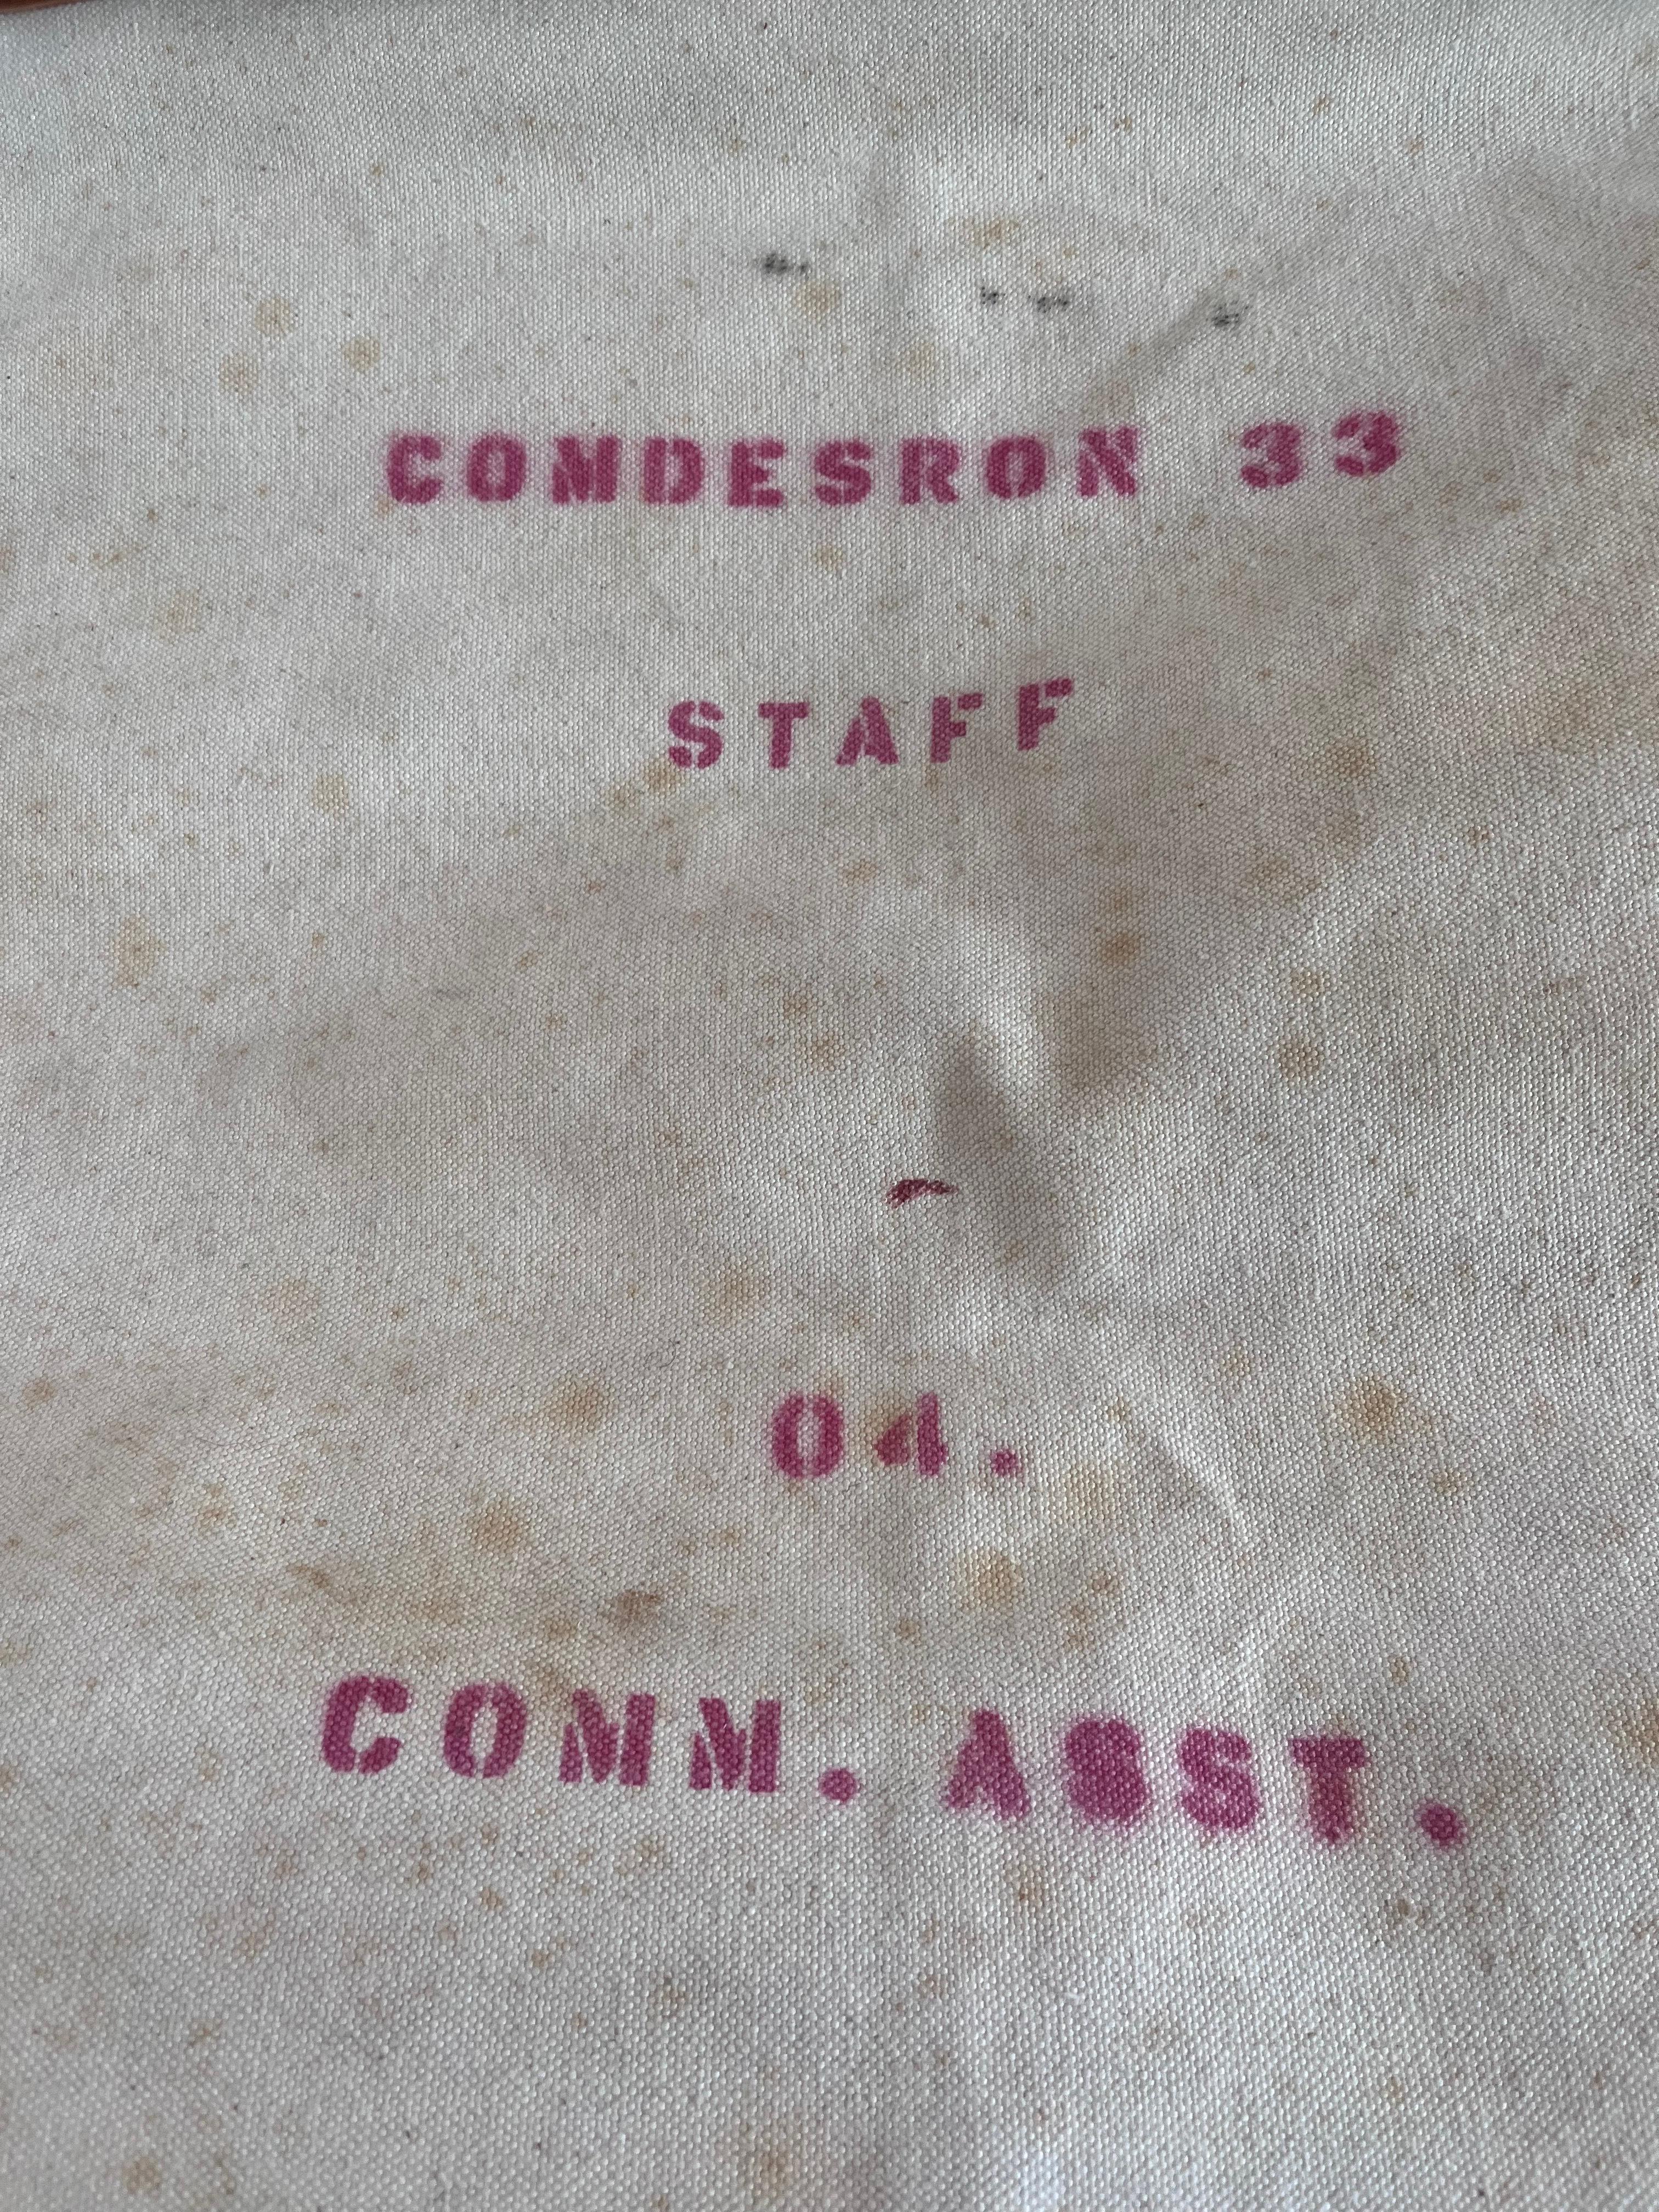 COMDESRON 33
STAFF
04.
COMM. ASST.